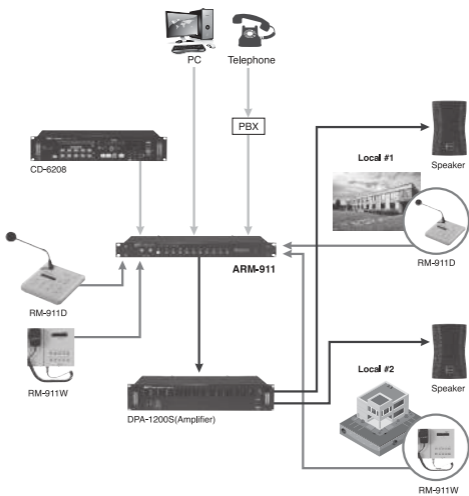 PC
Telephone
PBX
CD-6208
Local #1
Speaker
ARM-911
RM-911D
RM-911D
RM-911W
DPA-1200S(Amplifier)
Local #2
Speaker
RM-911W